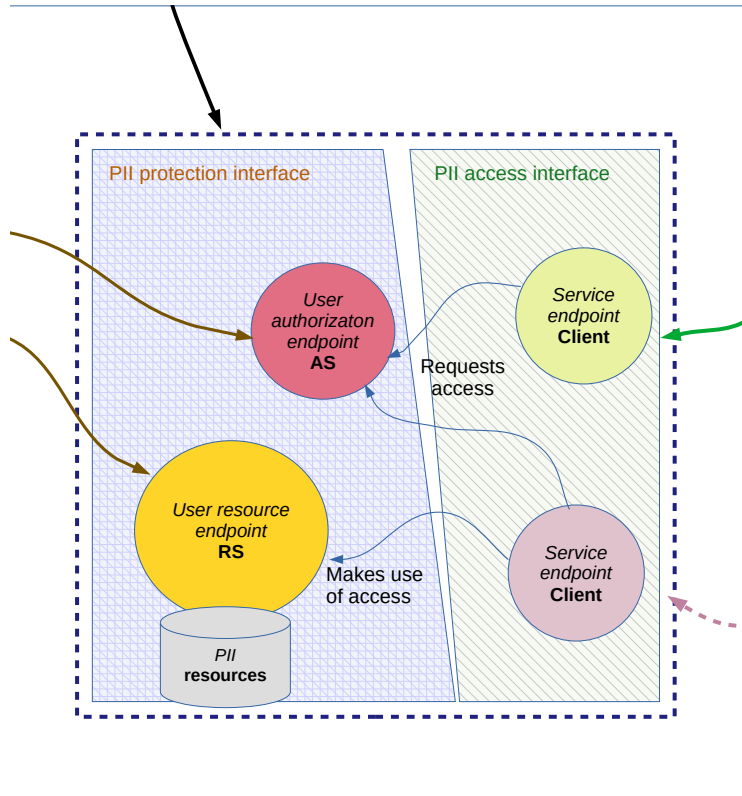 PII protection interface
PII access interface
User
authorizaton
endpoint
AS
Service
endpoint
Client
Requests
access
User resource
endpoint
RS
Service
endpoint
Client
Makes use
of access
PII
resources